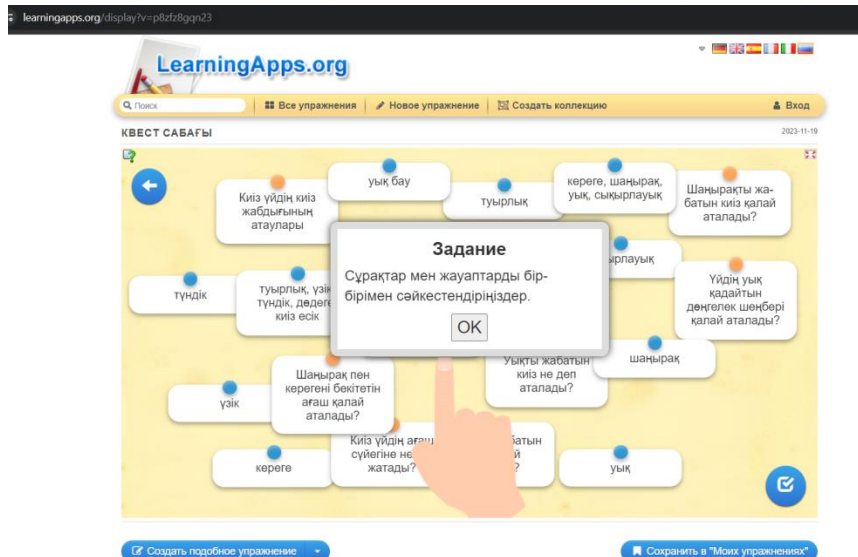 learningapps.org/display?v=p8zfz8gqn23
LearningApps.org
Поиск
Все упражнения
Новое упражнение
Создать коллекцию
Вход
КВЕСТ САБАҒЫ
2023-11-19
Киіз үйдің киіз
жабдығының
атаулары
уық бау
туырлық
кереге, шаңырақ,
уық, сықырлауық
Шаңырақты жа-
батын киіз қалай
аталады?
Задание
Сұрақтар мен жауаптарды бір-
бірімен сәйкестендіріңіздер.
OK
түндік
туырлық, үзік
түндік, дөдеге
киіз есік
Үйдің уық
қадайтын
дөңгелек шеңбері
қалай аталады?
Шаңырақ пен
керегені бекітетін
ағаш қалай
аталады?
Уықты жабатын
киіз не деп
аталады?
шаңырақ
үзік
Киіз үйдің ағаш
сүйегіне не
жатады?
кереге
уық
Создать подобное упражнение
Сохранить в "Моих упражнениях"